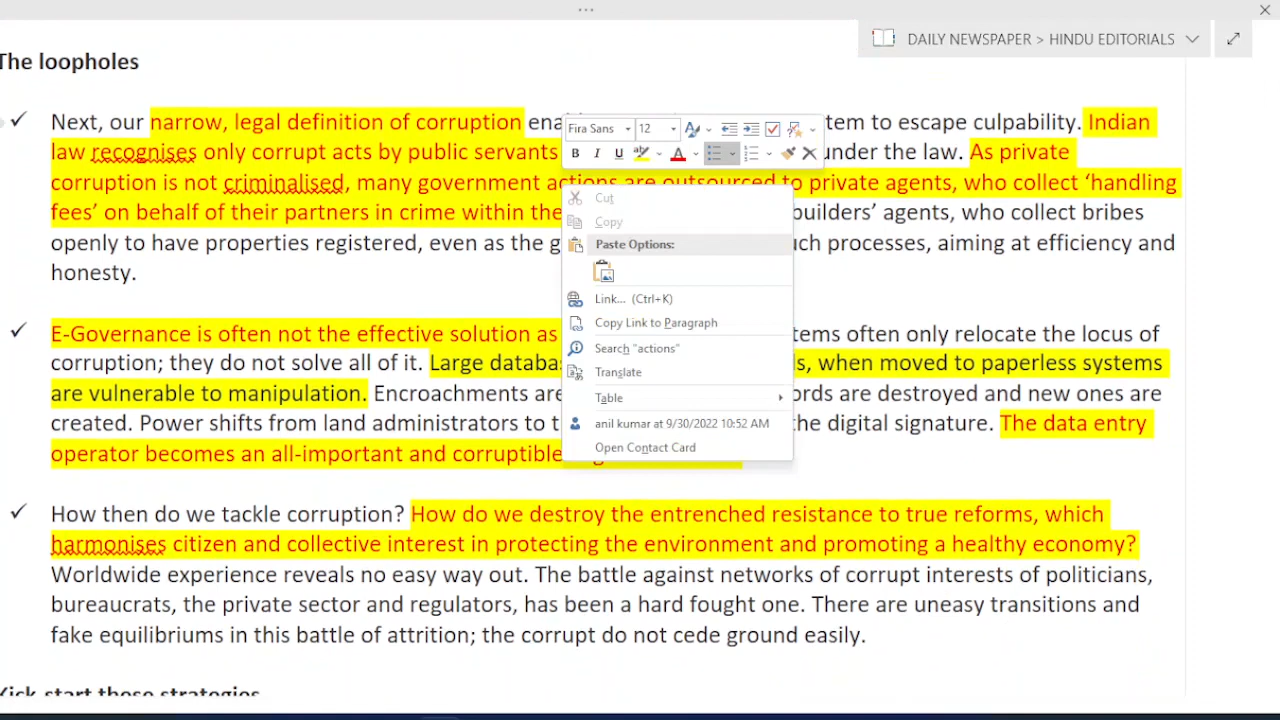 DAILY NEWSPAPER > HINDU EDITORIALS
The loopholes
Next, our narrow, legal definition of corruption tem to escape culpability. Indian
law recognises only corrupt acts by public servants under the law. As private
corruption is not criminalised, many government actions are outsourced to private agents, who collect ‘handling
fees’ on behalf of their partners in crime within the builders’ agents, who collect bribes
openly to have properties registered, even as the g uch processes, aiming at efficiency and
honesty.
E-Governance is often not the effective solution as tems often only relocate the locus of
corruption; they do not solve all of it. Large databa s, when moved to paperless systems
are vulnerable to manipulation. Encroachments are ords are destroyed and new ones are
created. Power shifts from land administrators to t the digital signature. The data entry
operator becomes an all-important and corruptible
How then do we tackle corruption? How do we destroy the entrenched resistance to true reforms, which
harmonises citizen and collective interest in protecting the environment and promoting a healthy economy?
Worldwide experience reveals no easy way out. The battle against networks of corrupt interests of politicians,
bureaucrats, the private sector and regulators, has been a hard fought one. There are uneasy transitions and
fake equilibriums in this battle of attrition; the corrupt do not cede ground easily.
Kick-start these strategies
Fira Sans 12
B I U A
Cut
Copy
Paste Options:
Link... (Ctrl+K)
Copy Link to Paragraph
Search "actions"
Translate
Table
anil kumar at 9/30/2022 10:52 AM
Open Contact Card